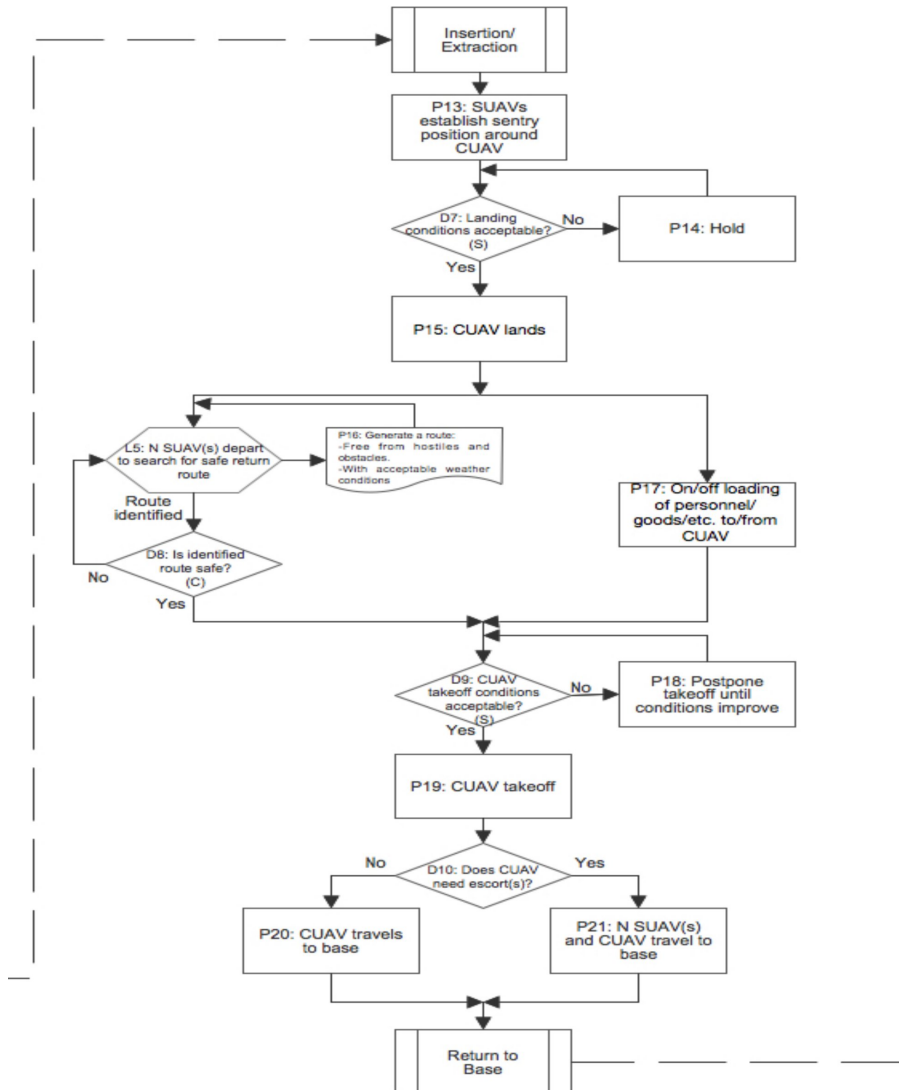 Insertion/
Extraction
P13: SUAVs
establish sentry
position around
CUAV
D7: Landing
conditions acceptable?
(S)
No
P14: Hold
Yes
P15: CUAV lands
L5: N SUAV(s) depart
to search for safe return
route
P16: Generate a route:
-Free from hostiles and
obstacles.
-With acceptable weather
conditions
P17: On/off loading
of personnel/
goods/etc. to/from
CUAV
Route
identified
D8: Is identified
route safe?
(C)
No
Yes
D9: CUAV
takeoff conditions
acceptable?
(S)
No
P18: Postpone
takeoff until
conditions improve
Yes
P19: CUAV takeoff
No
D10: Does CUAV
need escort(s)?
Yes
P20: CUAV travels
to base
P21: N SUAV(s)
and CUAV travel to
base
Return to
Base